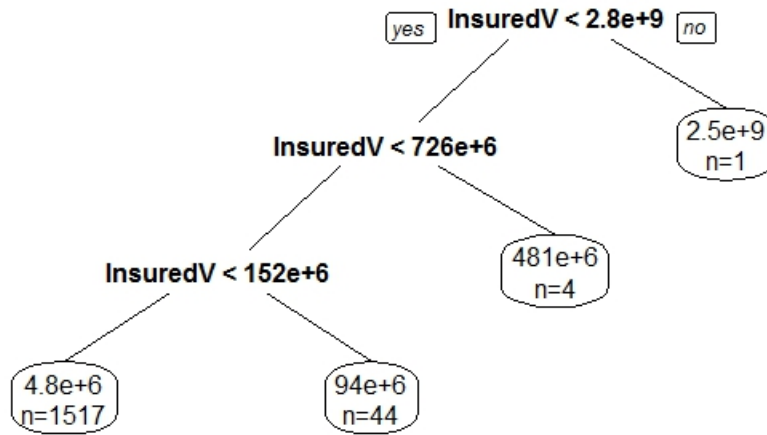 yes InsuredV < 2.8e+9 no
2.5e+9
n=1
InsuredV < 726e+6
481e+6
n=4
InsuredV < 152e+6
4.8e+6
n=1517
94e+6
n=44